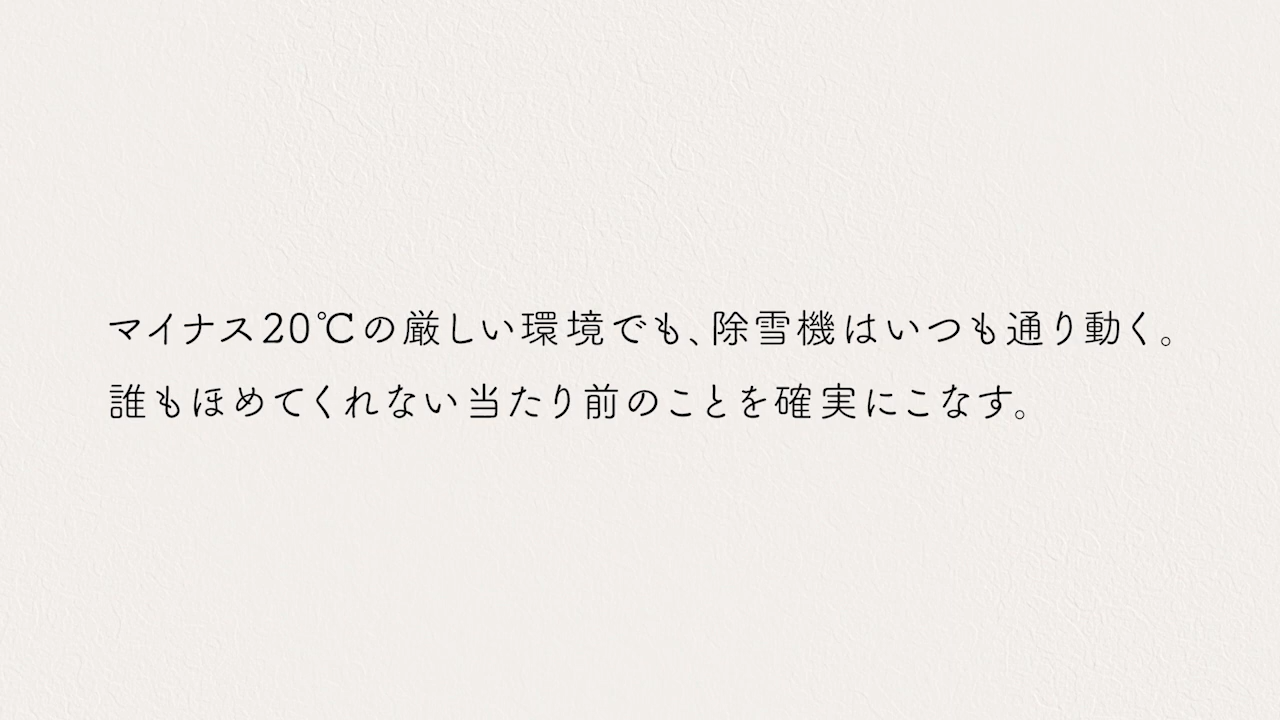 マイナス20℃の厳しい環境でも、除雪機はいつも通り動く。
誰もほめてくれない当たり前のことを確実にこなす。